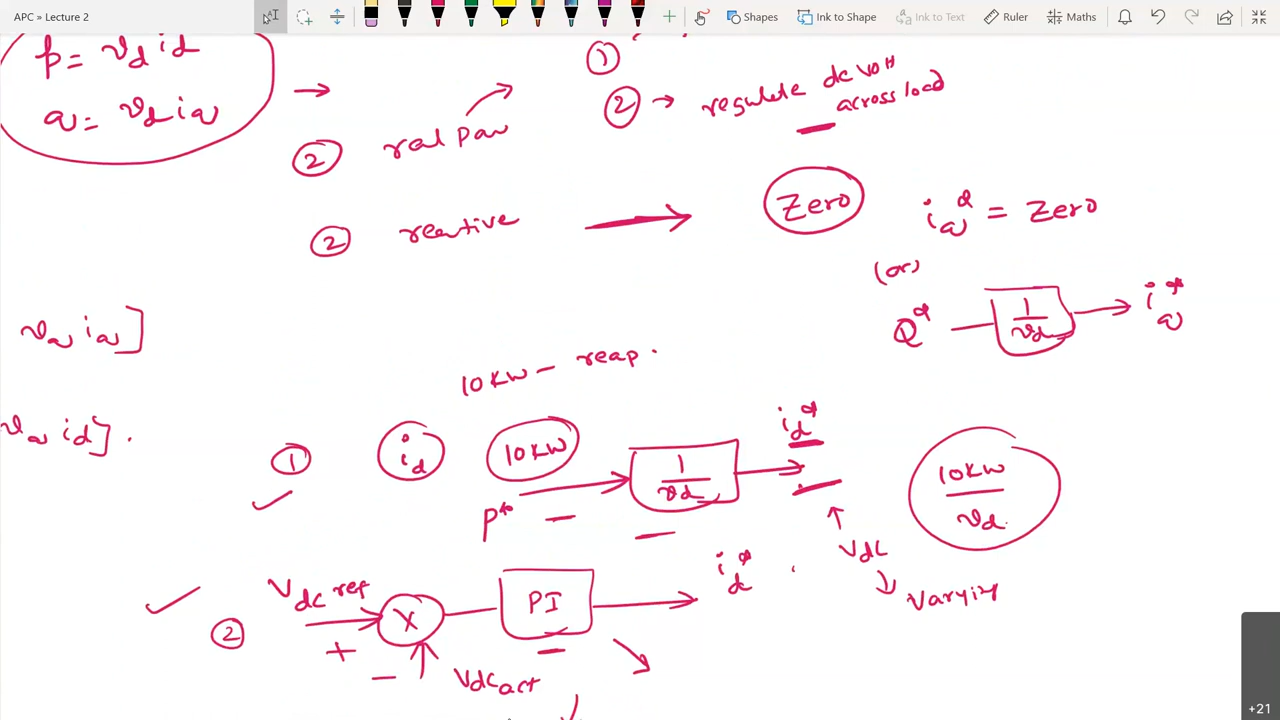 APC > Lecture 2
Shapes
Ink to Shape
Ink to Text
Ruler
Maths
p = vd id
q = vd iq
→
①
② → regulate dc volt
across load
② real pow
② reactive → Zero iq* = Zero
(or)
Q* 1/vd → iq*
vq iq]
10KW - reap.
vq id].
① id 10KW
P* → 1/vd → id*
10KW/vd
Vdc
Varying
② Vdc ref + X PI → id*
- Vdc act
+21